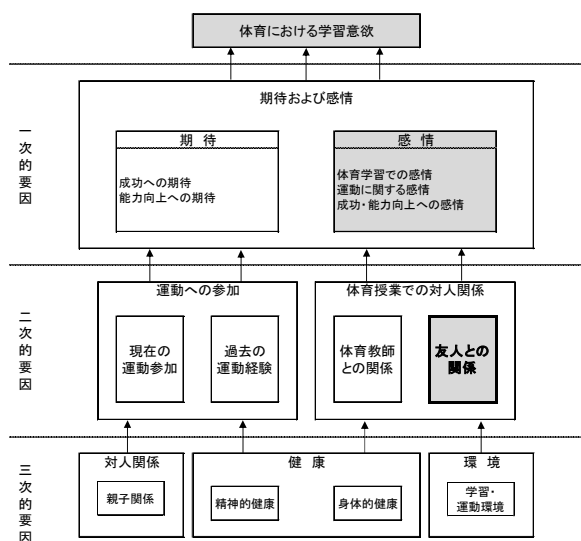 体育における学習意欲
一次的要因
期待および感情
期 待
成功への期待
能力向上への期待
感 情
体育学習での感情
運動に関する感情
成功・能力向上への感情
二次的要因
運動への参加
現在の
運動参加
過去の
運動経験
体育授業での対人関係
体育教師
との関係
友人との
関係
三次的要因
対人関係
親子関係
健 康
精神的健康
身体的健康
環 境
学習・
運動環境